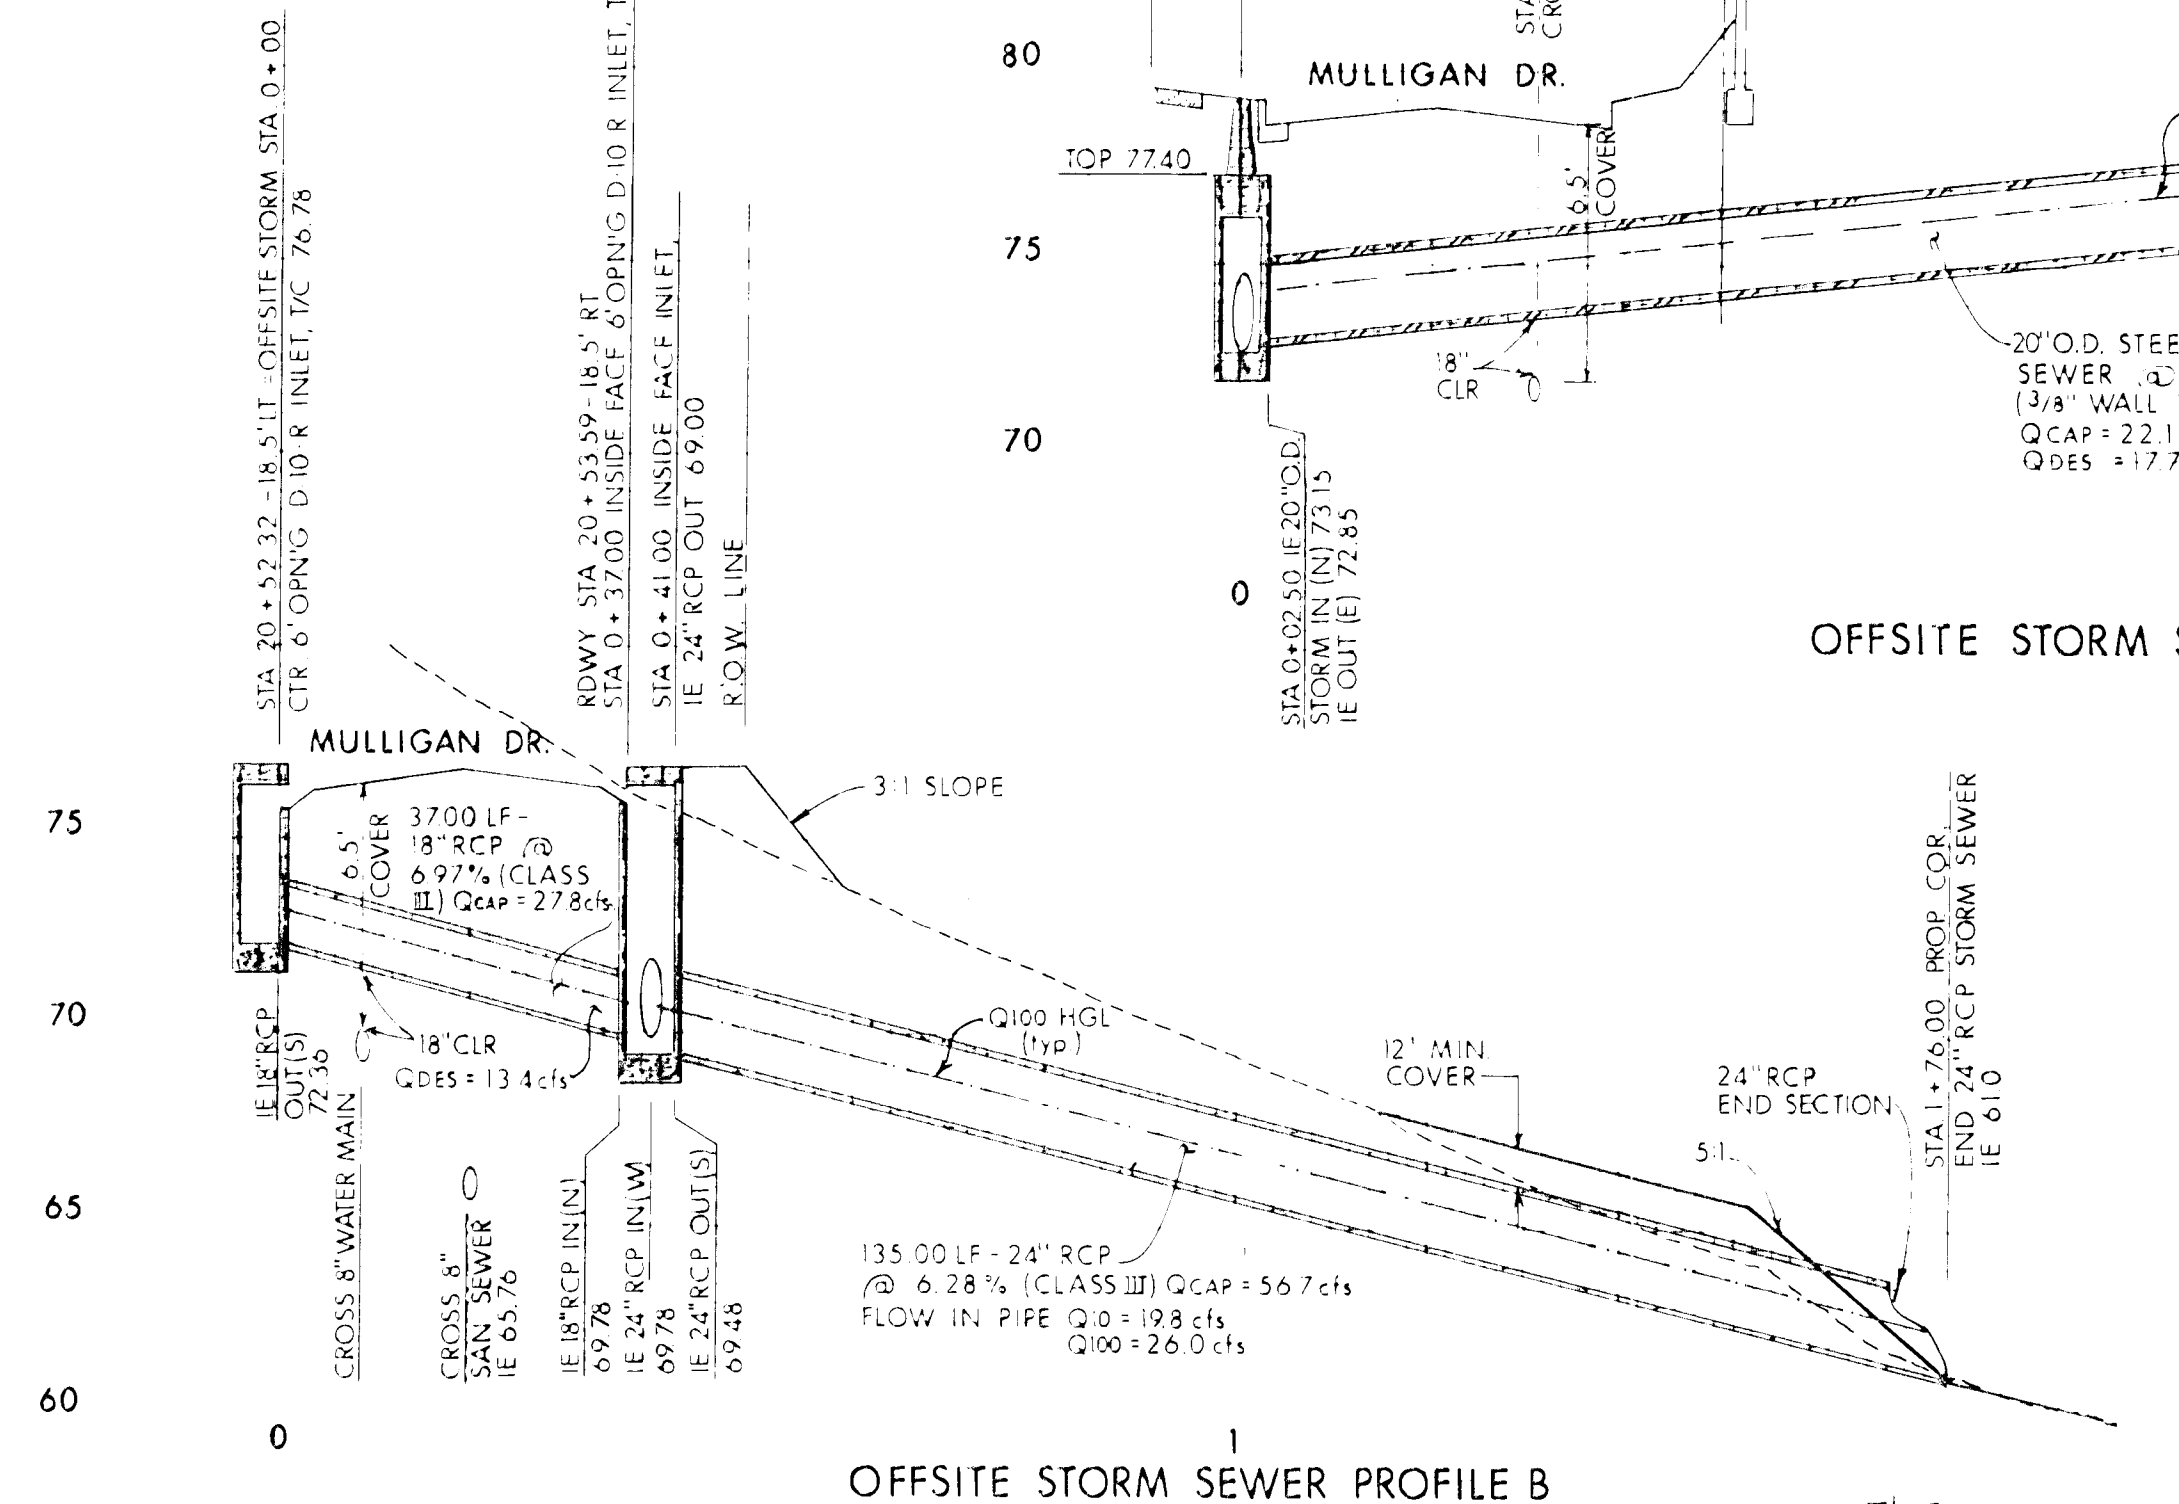 STA 20+52.32-18.5' LT = OFFSITE STORM STA. 0+00
CTR. 6' OPN'G D-10-R INLET, T/C 76.78
RDWY STA 20+53.59-18.5' RT
STA 0+37.00 INSIDE FACE 6' OPN'G D-10 R INLET,
STA 0+41.00 INSIDE FACE INLET,
IE 24" RCP OUT 69.00
R.O.W. LINE
80
MULLIGAN DR.
TOP 77.40
6.5'
COVER
75
18"
CLR
70
20" O.D.
SEWER @
(3/8" WALL
QCAP = 22.1
QDES = 17.7
STA 0+02.50 IE 20" O.D.
STORM IN (N) 73.15
IE OUT (E) 72.85
0
OFFSITE STORM
MULLIGAN DR.
3:1 SLOPE
75
6.5'
COVER
37.00 LF -
18" RCP @
6.97% (CLASS
III) QCAP = 27.8cfs
70
IE 18" RCP
OUT(S)
72.36
18" CLR
QDES = 13.4cfs
Q100 HGL
(typ.)
12" MIN.
COVER
24" RCP
END SECTION
5:1
STA. 1+76.00 PROP. COR.
END 24" RCP STORM SEWER
IE 61.0
CROSS 8" WATER MAIN
65
CROSS 8"
SAN SEWER
IE 65.76
IE 18" RCP IN(N)
69.78
IE 24" RCP IN(W)
69.78
IE 24" RCP OUT(S)
69.48
135.00 LF - 24" RCP
@ 6.28% (CLASS III) QCAP = 56.7cfs
FLOW IN PIPE Q10 = 19.8 cfs
Q100 = 26.0 cfs
60
0
1
OFFSITE STORM SEWER PROFILE B